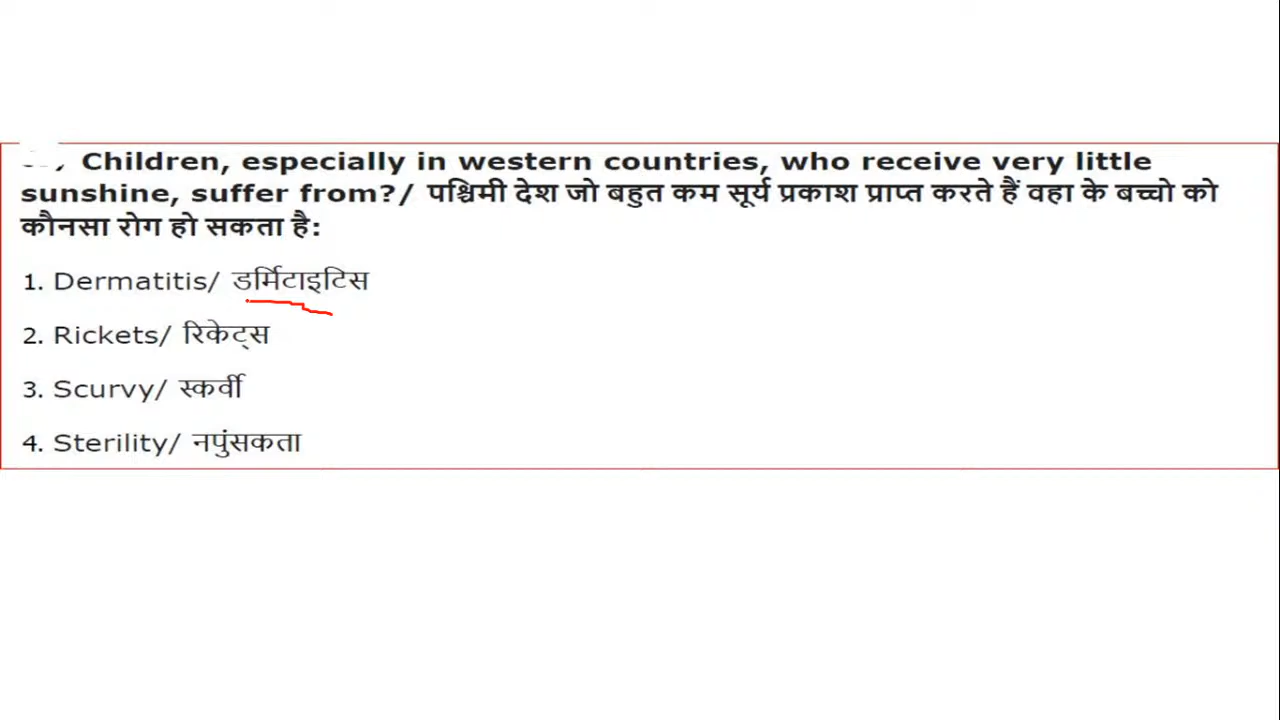 Children, especially in western countries, who receive very little
sunshine, suffer from?/ पश्चिमी देश जो बहुत कम सूर्य प्रकाश प्राप्त करते हैं वहा के बच्चो को
कौनसा रोग हो सकता है:
1. Dermatitis/ डर्मिटाइटिस
2. Rickets/ रिकेट्स
3. Scurvy/ स्कर्वी
4. Sterility/ नपुंसकता